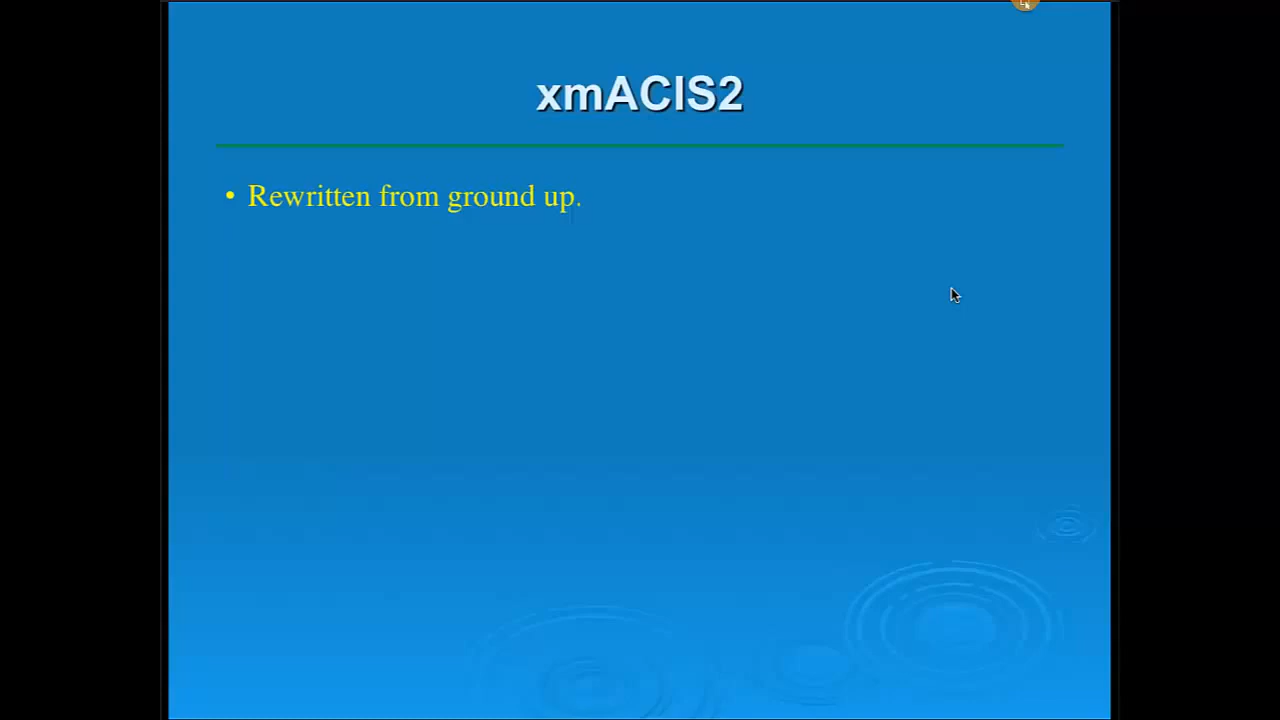 xmACIS2
• Rewritten from ground up.